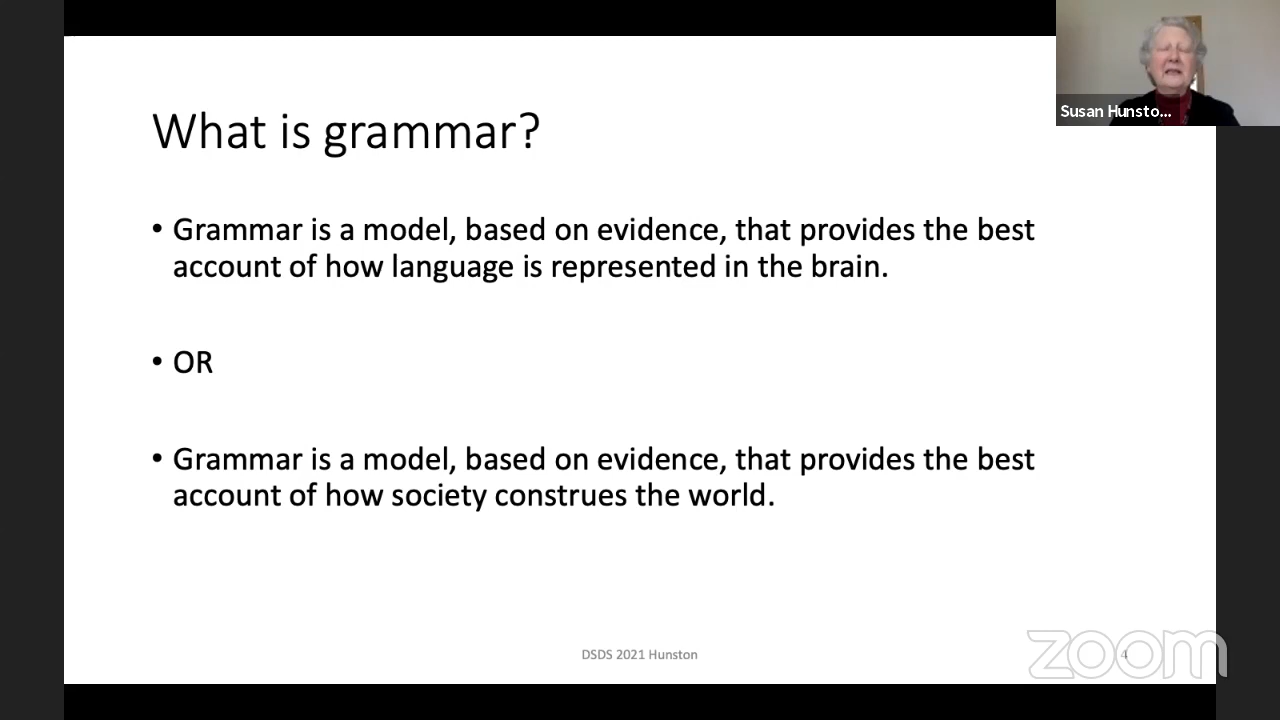 Susan Hunsto...
What is grammar?
• Grammar is a model, based on evidence, that provides the best
account of how language is represented in the brain.
• OR
• Grammar is a model, based on evidence, that provides the best
account of how society construes the world.
DSDS 2021 Hunston
4
zoom